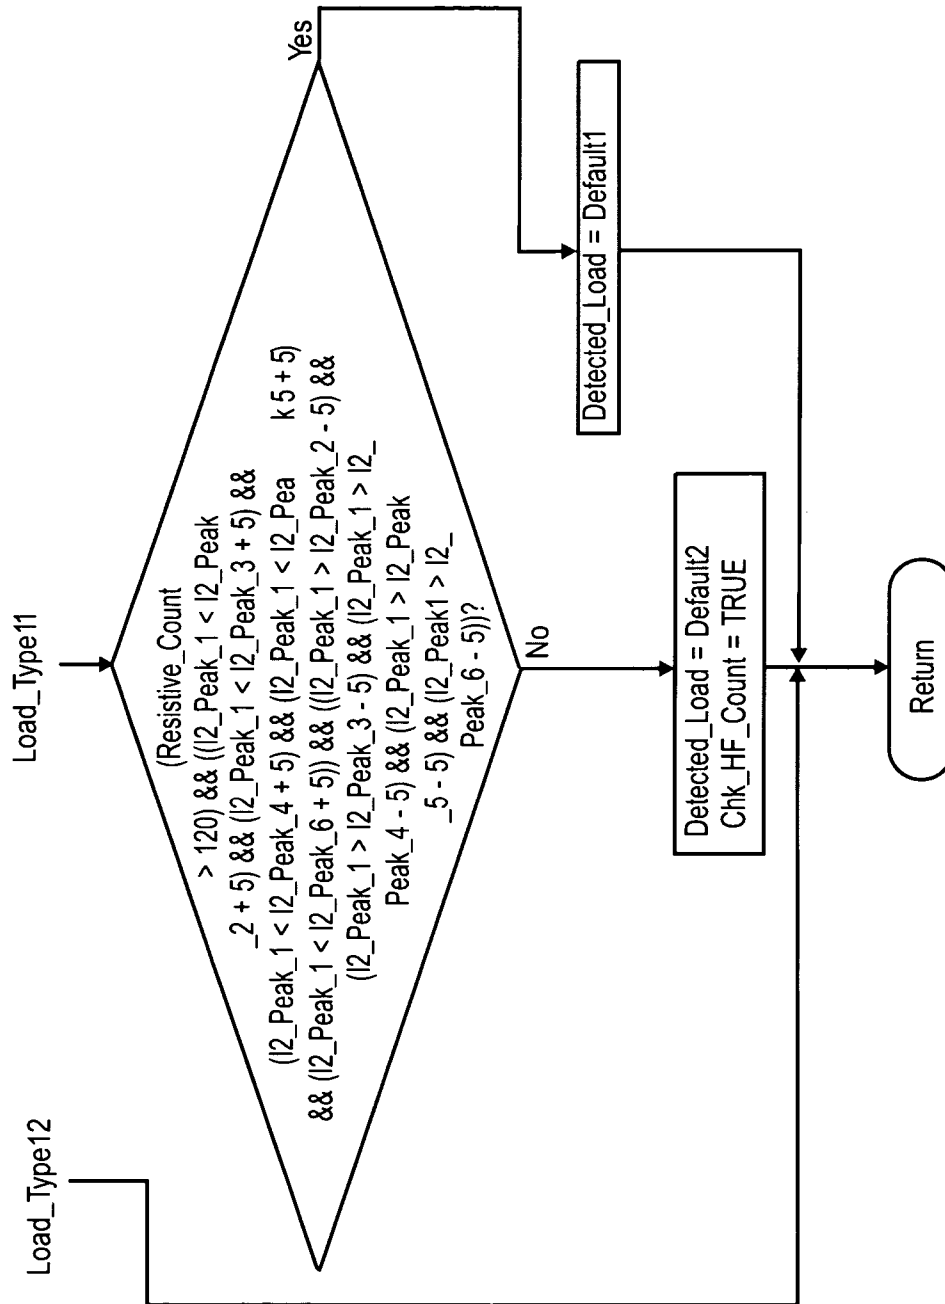 Load_Type12
Load_Type11
(Resistive_Count
> 120) && (((I2_Peak_1 < I2_Peak
_2 + 5) && (I2_Peak_1 < I2_Peak_3 + 5) &&
(I2_Peak_1 < I2_Peak_4 + 5) && (I2_Peak_1 < I2_Pea k 5 + 5)
&& (I2_Peak_1 < I2_Peak_6 + 5)) && ((I2_Peak_1 > I2_Peak_2 - 5) &&
(I2_Peak_1 > I2_Peak_3 - 5) && (I2_Peak_1 > I2_
Peak_4 - 5) && (I2_Peak_1 > I2_Peak
_5 - 5) && (I2_Peak1 > I2_
Peak_6 - 5))?
Yes
No
Detected_Load = Default1
Detected_Load = Default2
Chk_HF_Count = TRUE
Return